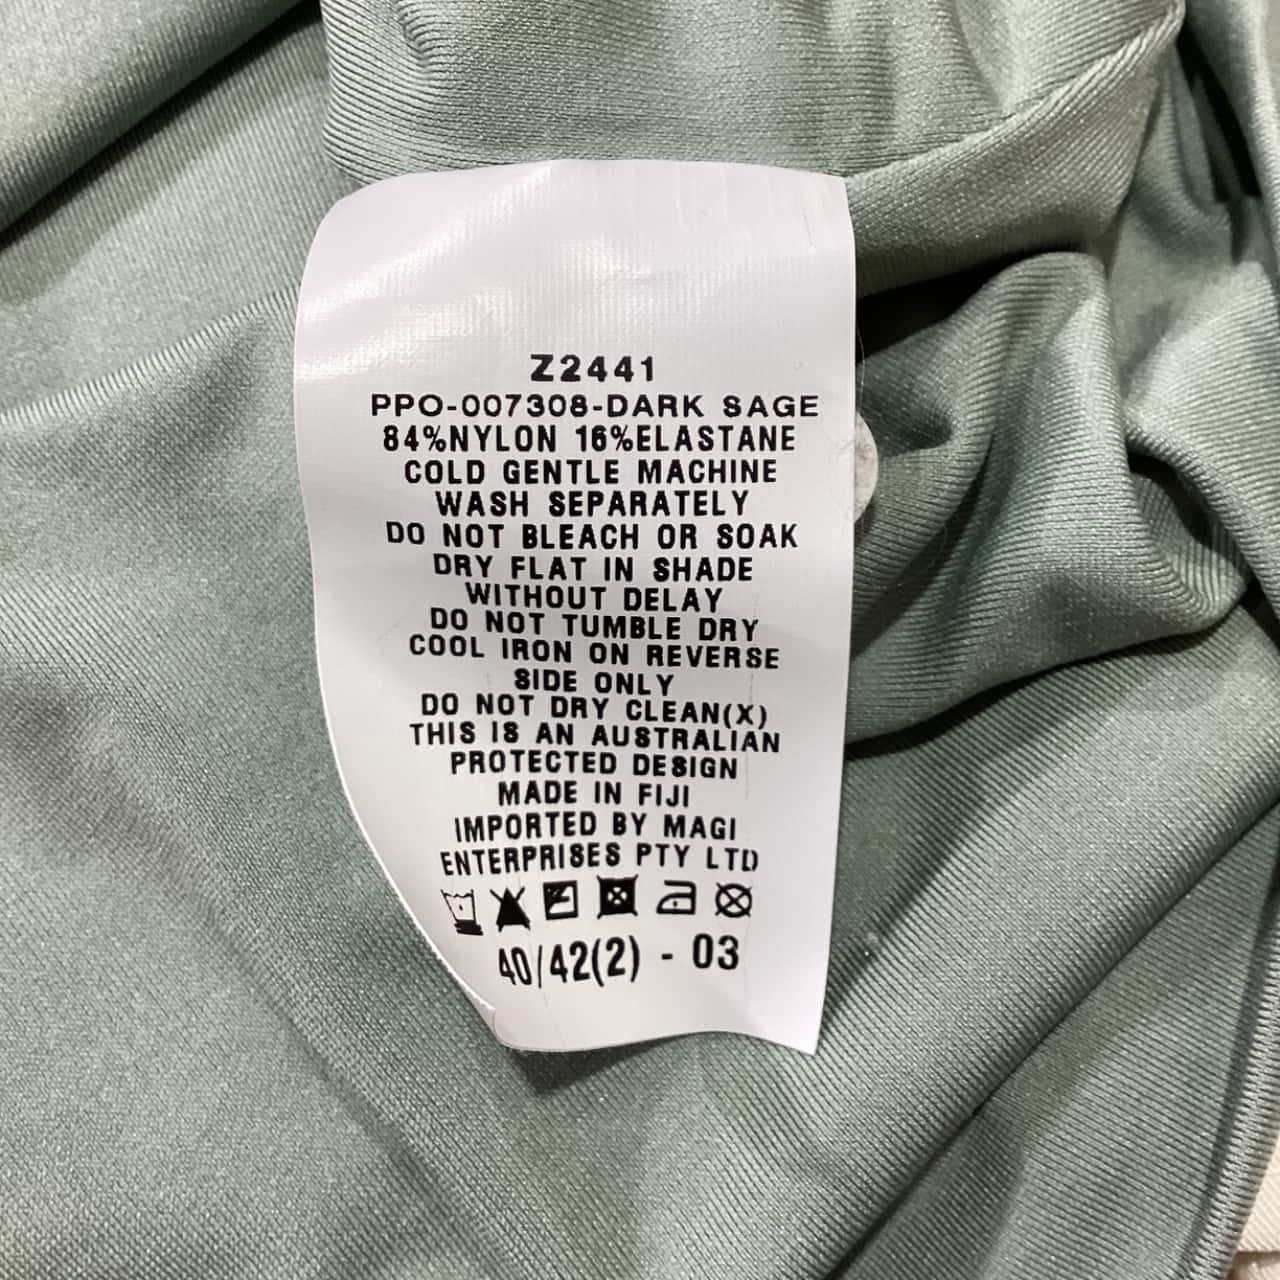 Z2441
PPO-007308-DARK SAGE
84%NYLON 16%ELASTANE
COLD GENTLE MACHINE
WASH SEPARATELY
DO NOT BLEACH OR SOAK
DRY FLAT IN SHADE
WITHOUT DELAY
DO NOT TUMBLE DRY
COOL IRON ON REVERSE
SIDE ONLY
DO NOT DRY CLEAN(X)
THIS IS AN AUSTRALIAN
PROTECTED DESIGN
MADE IN FIJI
IMPORTED BY MAGI
ENTERPRISES PTY LTD
40/42(2) - 03